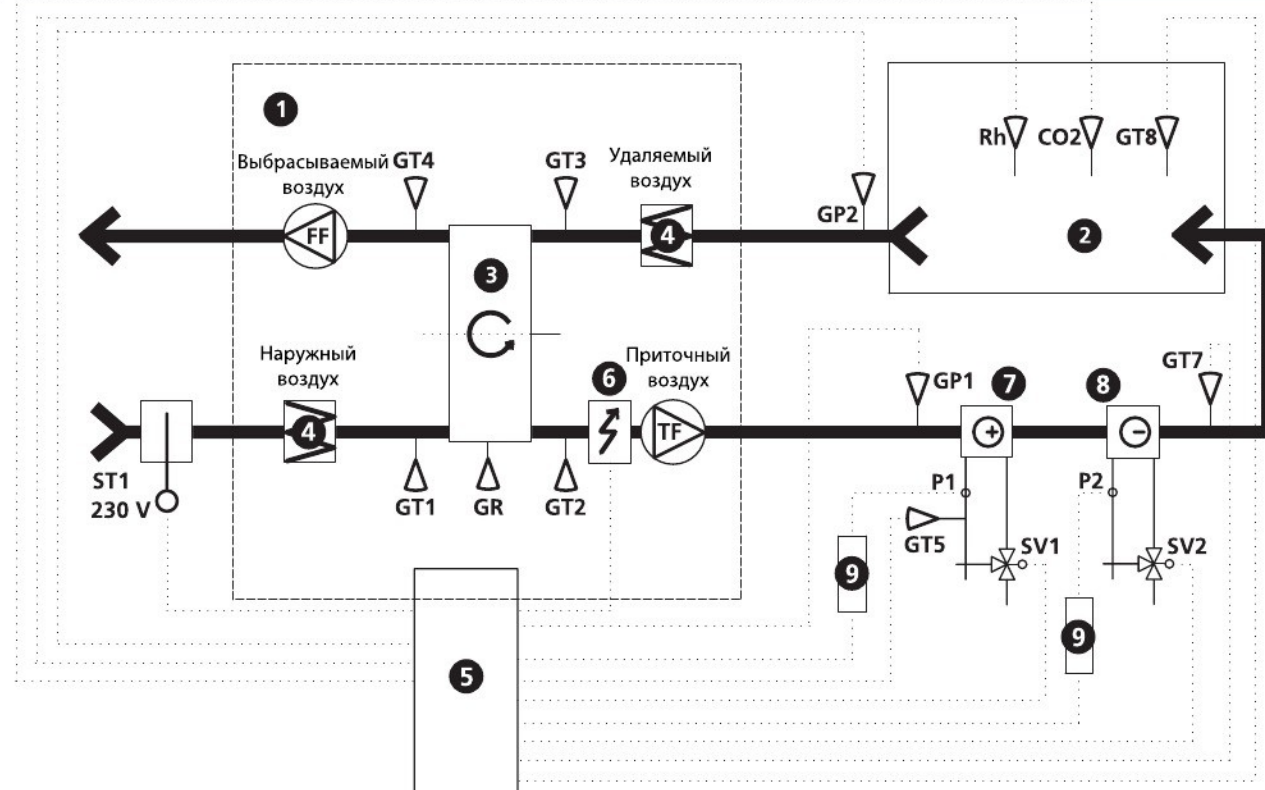 1
Выбрасываемый
воздух
GT4
GT3
Удаляемый
воздух
FF
4
GP2
Rh
CO2
GT8
2
3
Наружный
воздух
6
Приточный
воздух
4
TF
ST1
230 V
GT1
GR
GT2
GP1
7
8
GT7
+
−
P1
P2
GT5
SV1
SV2
9
9
5